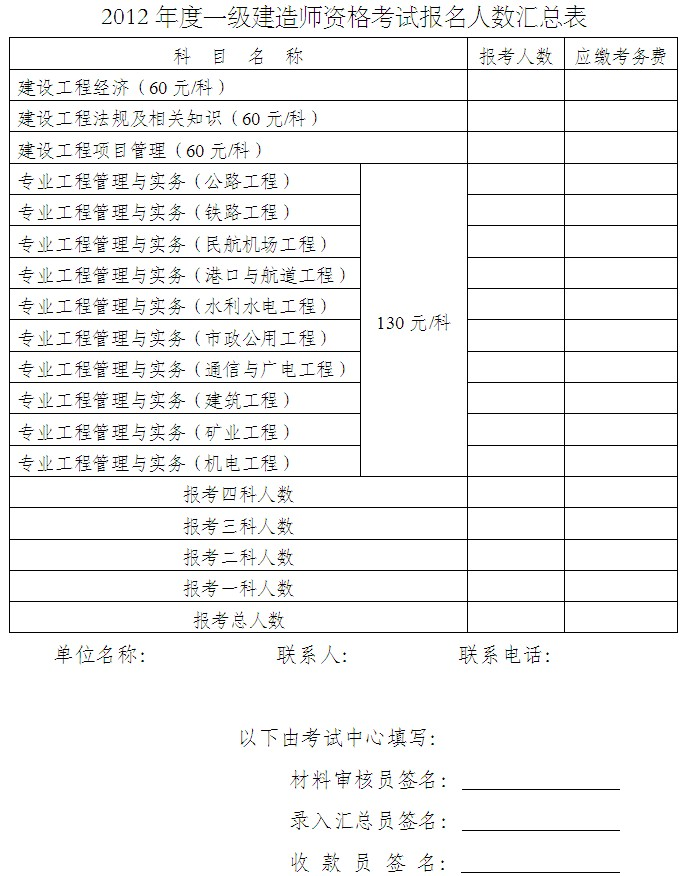 2012 年度一级建造师资格考试报名人数汇总表
科 目 名 称 报考人数 应缴考务费
建设工程经济（60 元/科）
建设工程法规及相关知识（60 元/科）
建设工程项目管理（60 元/科）
专业工程管理与实务（公路工程）
专业工程管理与实务（铁路工程）
专业工程管理与实务（民航机场工程）
专业工程管理与实务（港口与航道工程）
专业工程管理与实务（水利水电工程）
130 元/科
专业工程管理与实务（市政公用工程）
专业工程管理与实务（通信与广电工程）
专业工程管理与实务（建筑工程）
专业工程管理与实务（矿业工程）
专业工程管理与实务（机电工程）
报考四科人数
报考三科人数
报考二科人数
报考一科人数
报考总人数
单位名称： 联系人： 联系电话：
以下由考试中心填写：
材料审核员签名：
录入汇总员签名：
收 款 员 签 名：